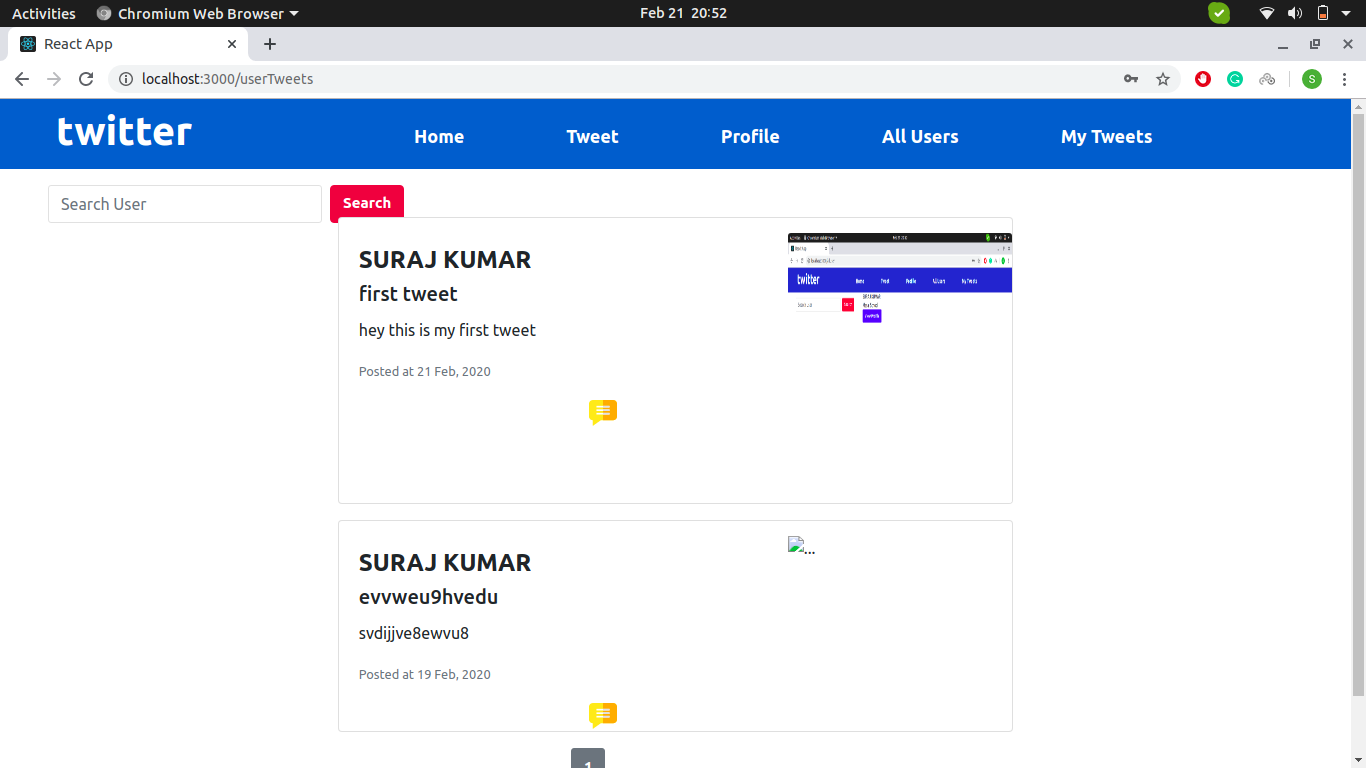 Activities Chromium Web Browser Feb 21 20:52
React App
localhost:3000/userTweets S
twitter Home Tweet Profile All Users My Tweets
Search User Search
SURAJ KUMAR
first tweet
hey this is my first tweet
Posted at 21 Feb, 2020
twitter
SURAJ KUMAR
evvweu9hvedu
svdijjve8ewvu8
Posted at 19 Feb, 2020
...
1